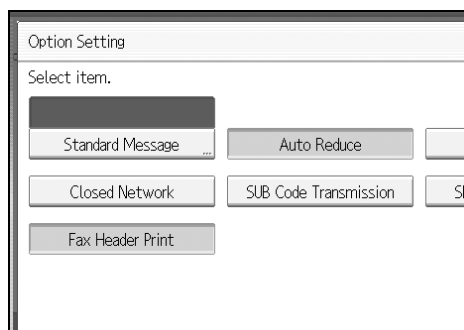 Option Setting
Select item.
Standard Message ...
Auto Reduce
Closed Network
SUB Code Transmission
Fax Header Print